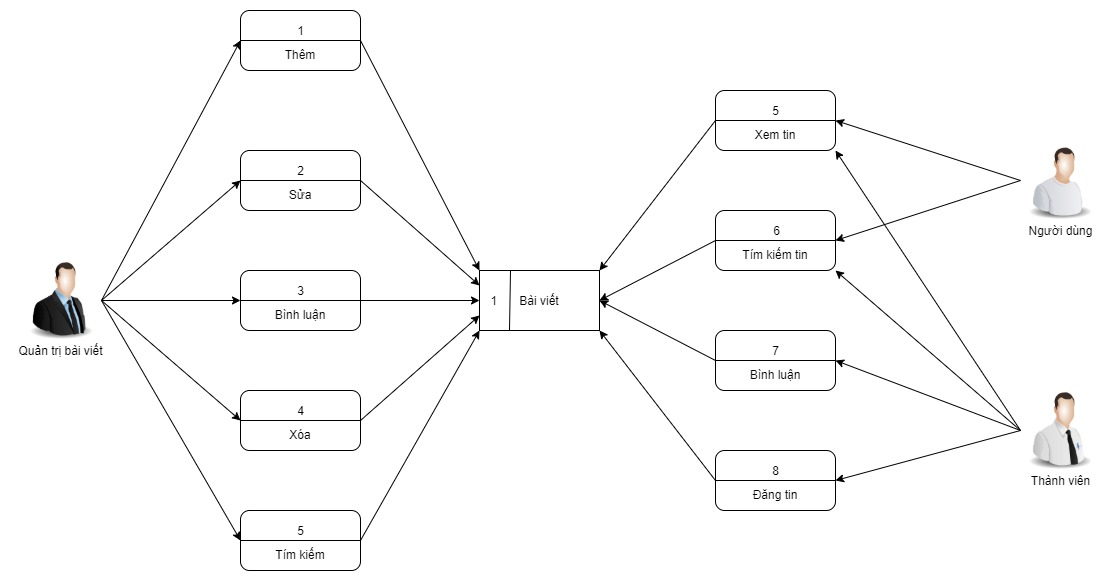 1
Thêm
2
Sửa
3
Bình luận
4
Xóa
5
Tím kiếm
Quản trị bài viết
1
Bài viết
5
Xem tin
6
Tím kiếm tin
7
Bình luận
8
Đăng tin
Người dùng
Thành viên